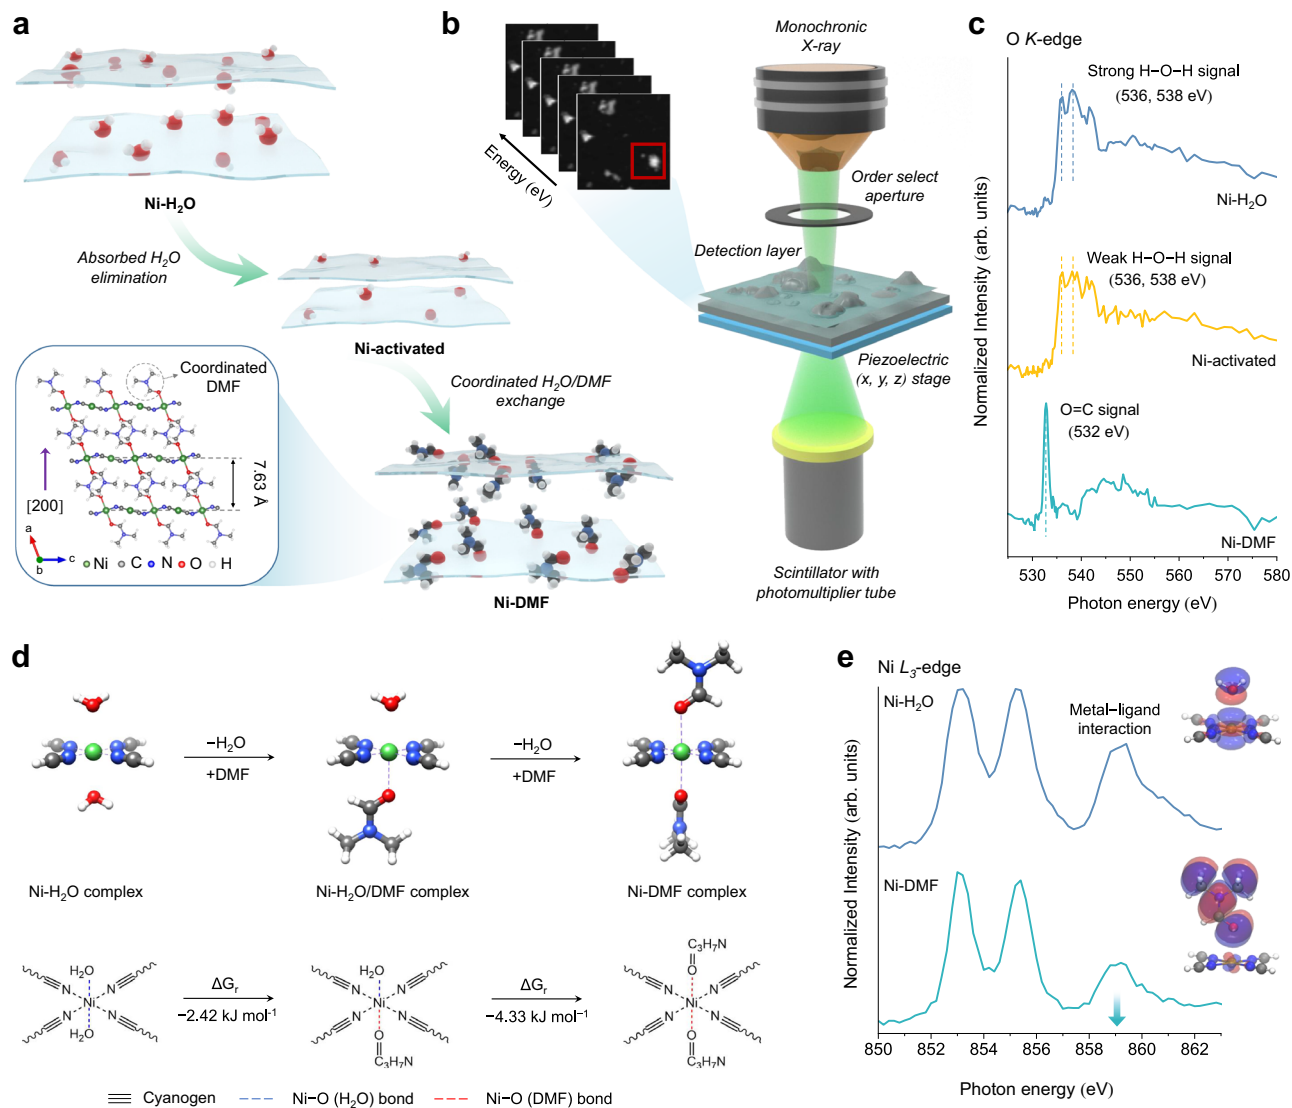 a
Ni-H₂O
Absorbed H₂O
elimination
Ni-activated
Coordinated H₂O/DMF
exchange
Coordinated
DMF
[200]
7.63 Å
a
b
c
Ni C N O H
Ni-DMF
b
Energy (eV)
Monochronic
X-ray
Order select
aperture
Detection layer
Piezoelectric
(x, y, z) stage
Scintillator with
photomultiplier tube
c
O K-edge
Strong H−O−H signal
(536, 538 eV)
Ni-H₂O
Weak H−O−H signal
(536, 538 eV)
Ni-activated
O=C signal
(532 eV)
Ni-DMF
Normalized Intensity (arb. units)
530 540 550 560 570 580
Photon energy (eV)
d
−H₂O
+DMF
−H₂O
+DMF
Ni-H₂O complex
Ni-H₂O/DMF complex
Ni-DMF complex
H₂O
N N
Ni
N N
H₂O
ΔGᵣ
−2.42 kJ mol⁻¹
H₂O
N N
Ni
N N
O
C₃H₇N
ΔGᵣ
−4.33 kJ mol⁻¹
C₃H₇N
O
N N
Ni
N N
O
C₃H₇N
Cyanogen
Ni−O (H₂O) bond
Ni−O (DMF) bond
e
Ni L₃-edge
Ni-H₂O
Metal−ligand
interaction
Ni-DMF
Normalized Intensity (arb. units)
850 852 854 856 858 860 862
Photon energy (eV)